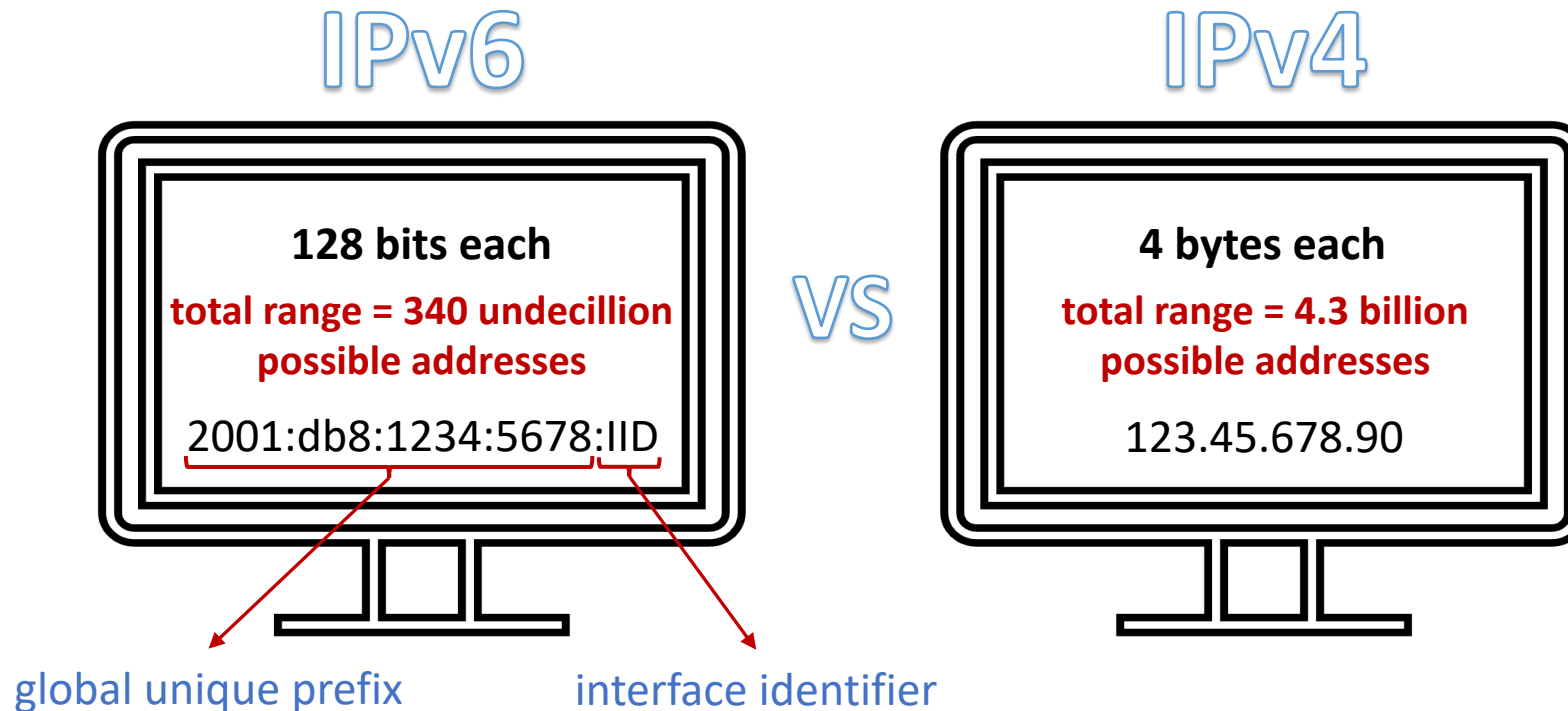 IPv6
128 bits each
total range = 340 undecillion
possible addresses
2001:db8:1234:5678:IID
global unique prefix
interface identifier
VS
IPv4
4 bytes each
total range = 4.3 billion
possible addresses
123.45.678.90